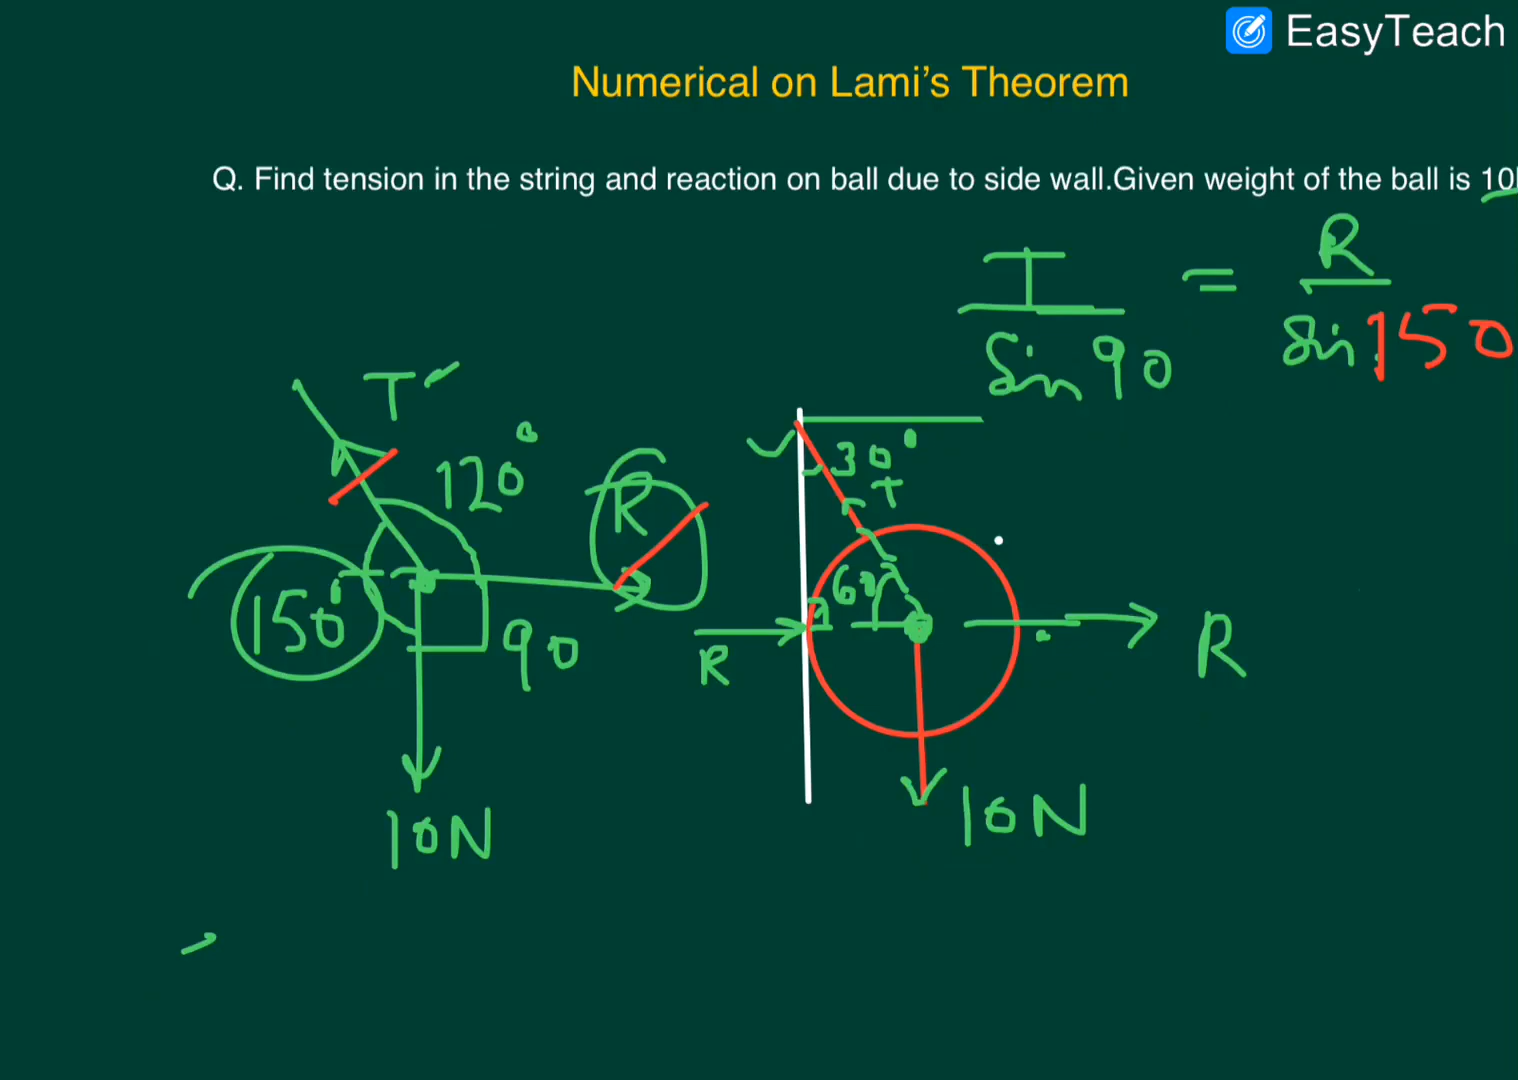 EasyTeach
Numerical on Lami's Theorem
Q. Find tension in the string and reaction on ball due to side wall.Given weight of the ball is 10
T = R
Sin 90 Sin 150
T
120°
R
150°
90
10N
30°
T
60
R
R
10N